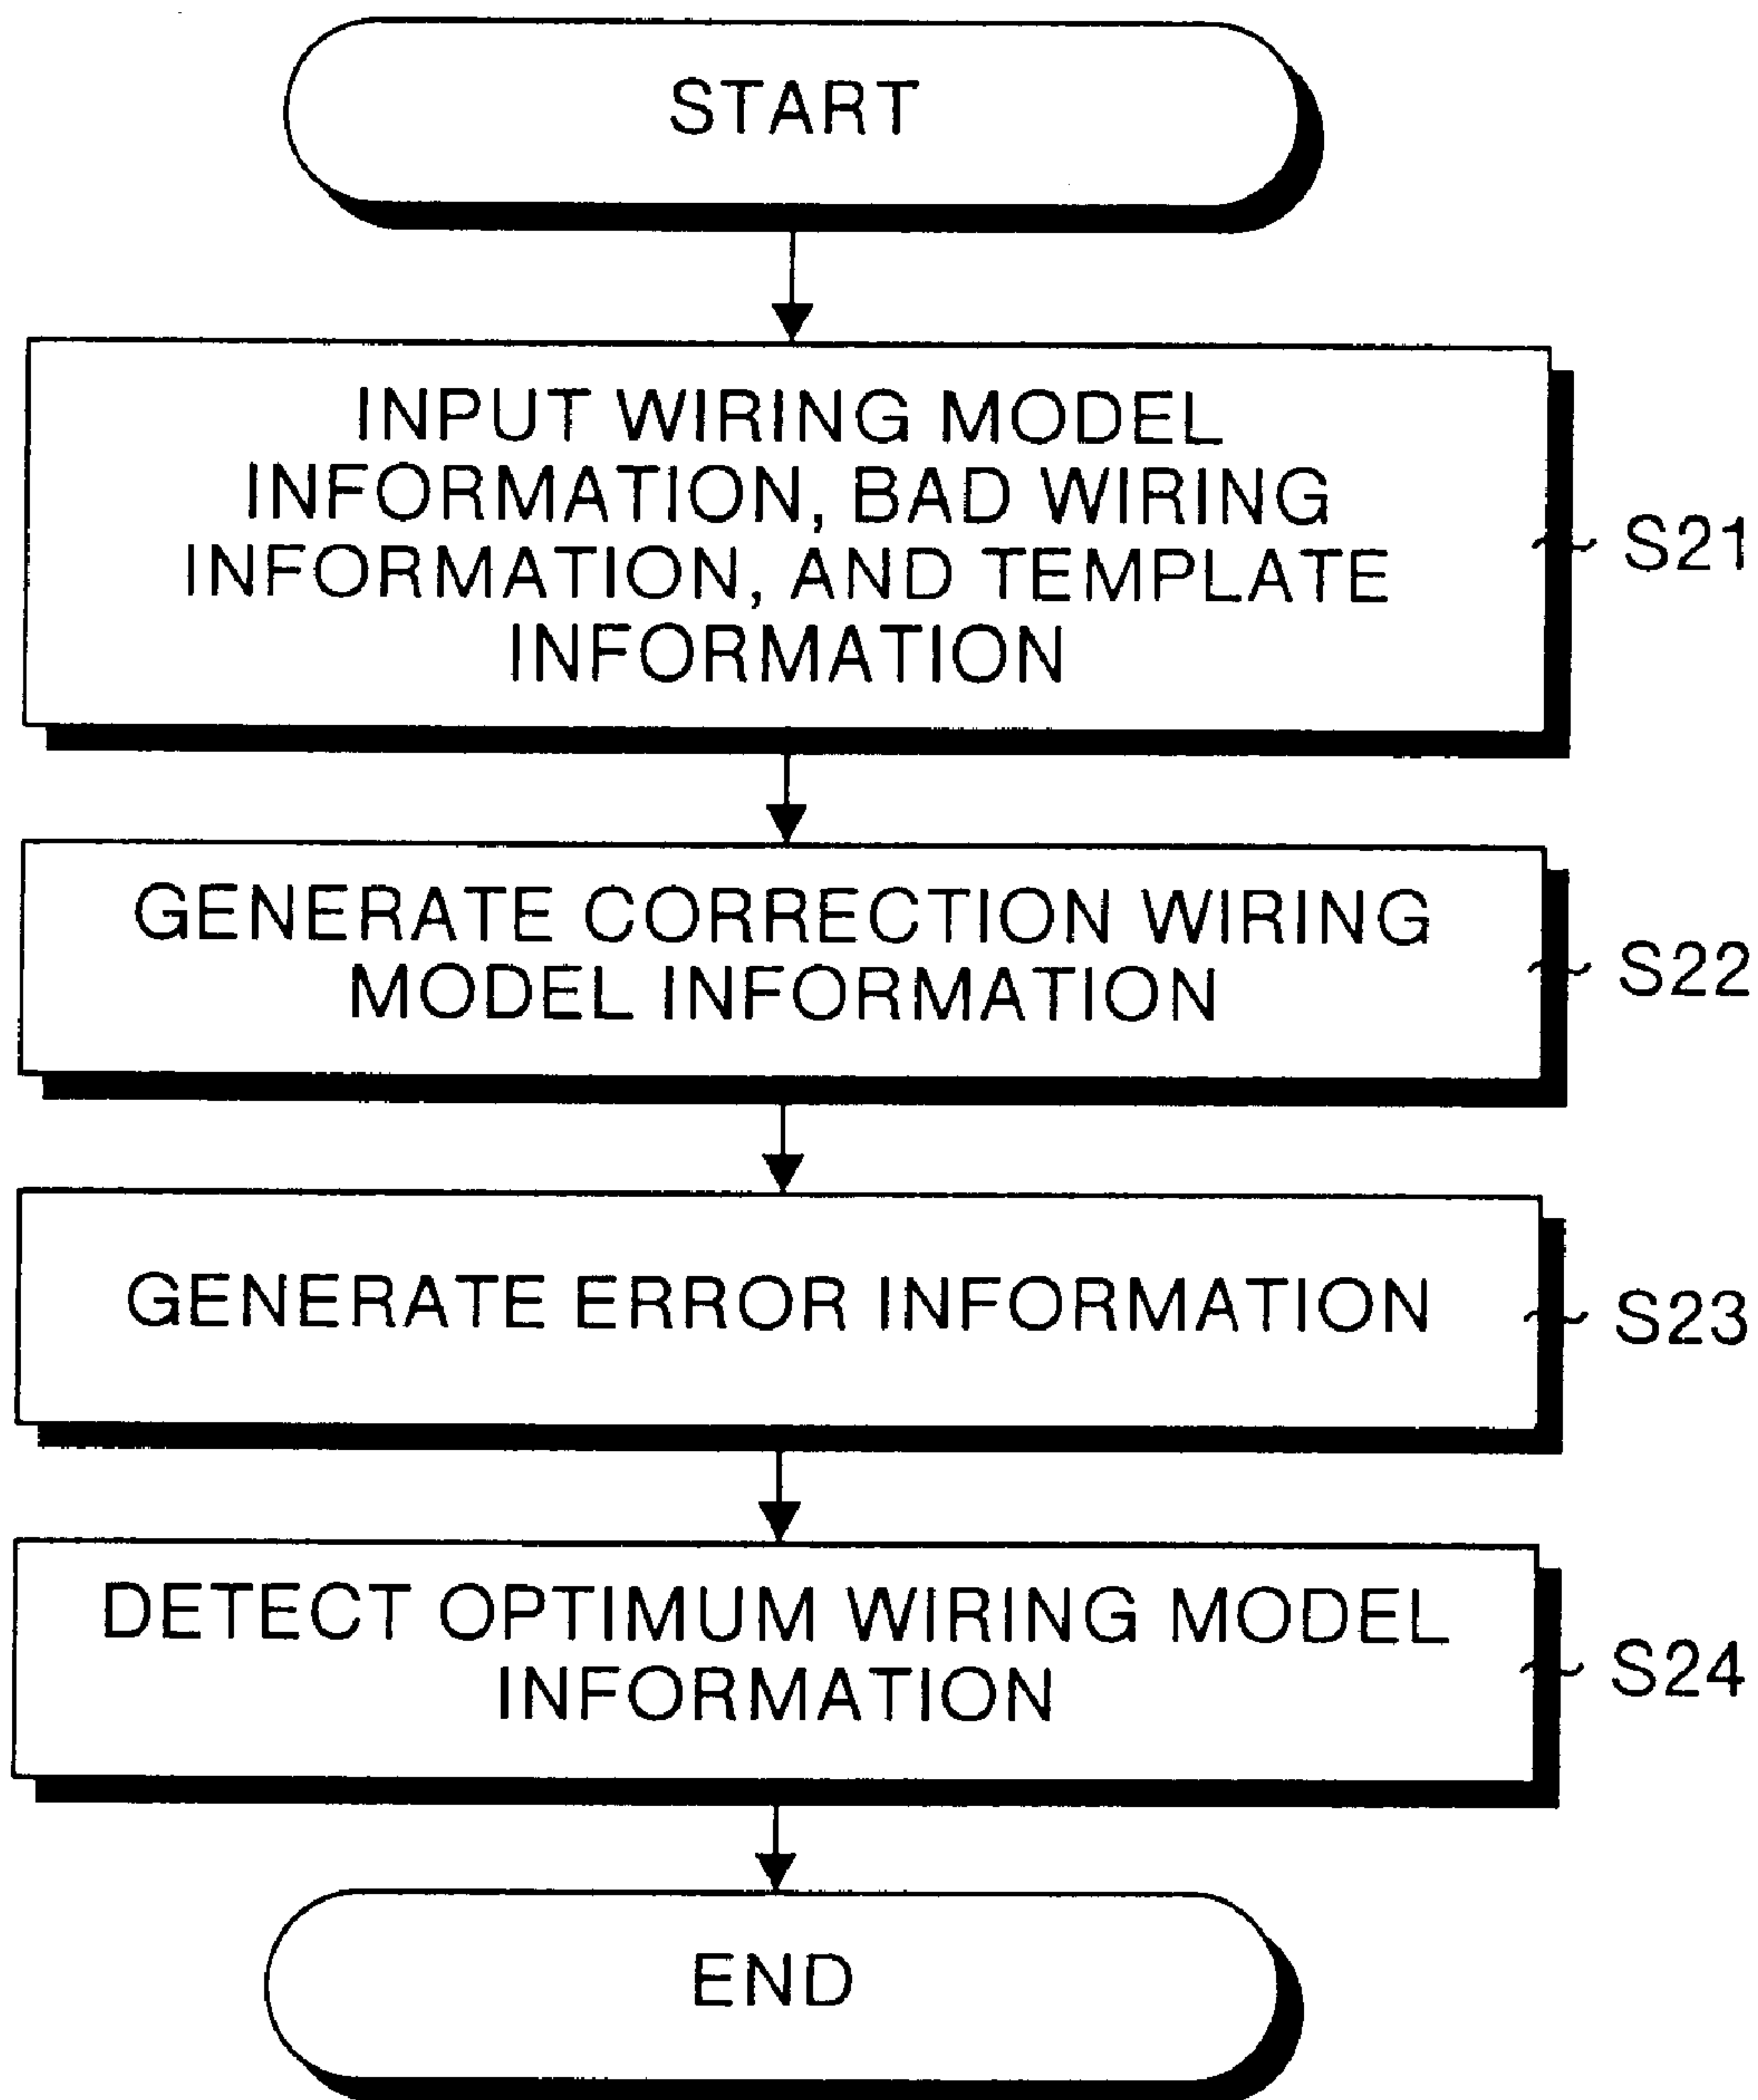 START
INPUT WIRING MODEL
INFORMATION, BAD WIRING
INFORMATION, AND TEMPLATE
INFORMATION
S21
GENERATE CORRECTION WIRING
MODEL INFORMATION
S22
GENERATE ERROR INFORMATION
S23
DETECT OPTIMUM WIRING MODEL
INFORMATION
S24
END